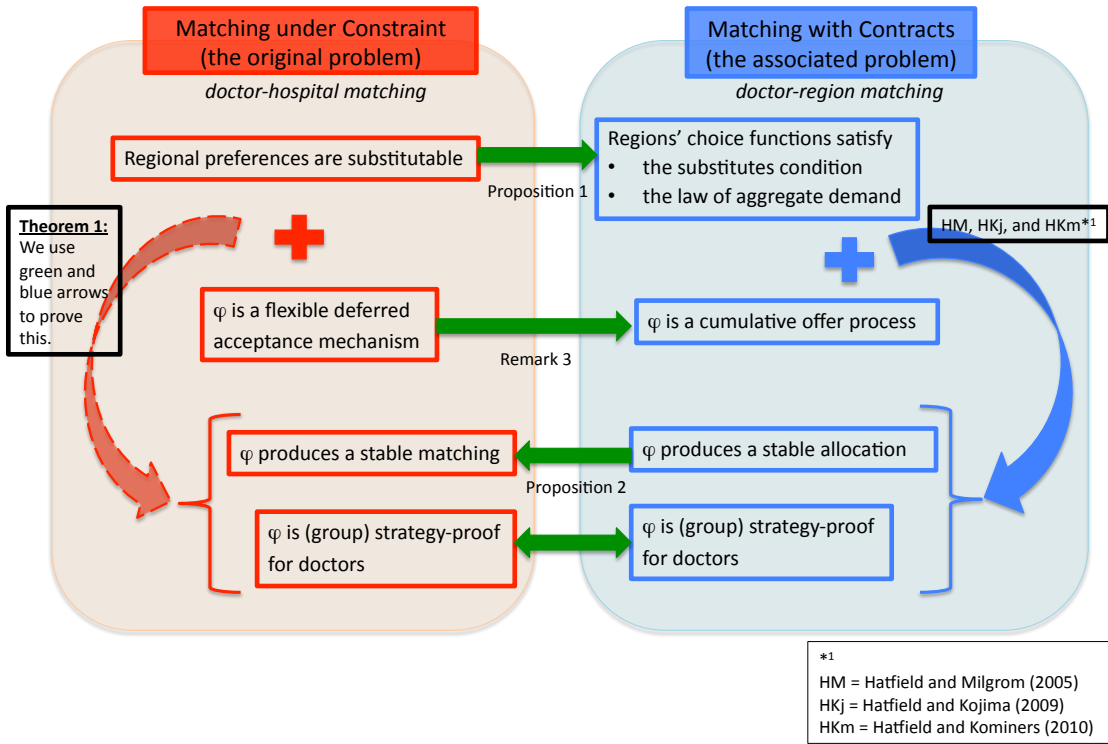 Matching under Constraint
(the original problem)
doctor-hospital matching
Matching with Contracts
(the associated problem)
doctor-region matching
Regional preferences are substitutable
Proposition 1
Regions' choice functions satisfy
• the substitutes condition
• the law of aggregate demand
Theorem 1:
We use
green and
blue arrows
to prove
this.
HM, HKj, and HKm*1
φ is a flexible deferred
acceptance mechanism
Remark 3
φ is a cumulative offer process
φ produces a stable matching
Proposition 2
φ produces a stable allocation
φ is (group) strategy-proof
for doctors
φ is (group) strategy-proof
for doctors
*1
HM = Hatfield and Milgrom (2005)
HKj = Hatfield and Kojima (2009)
HKm = Hatfield and Kominers (2010)